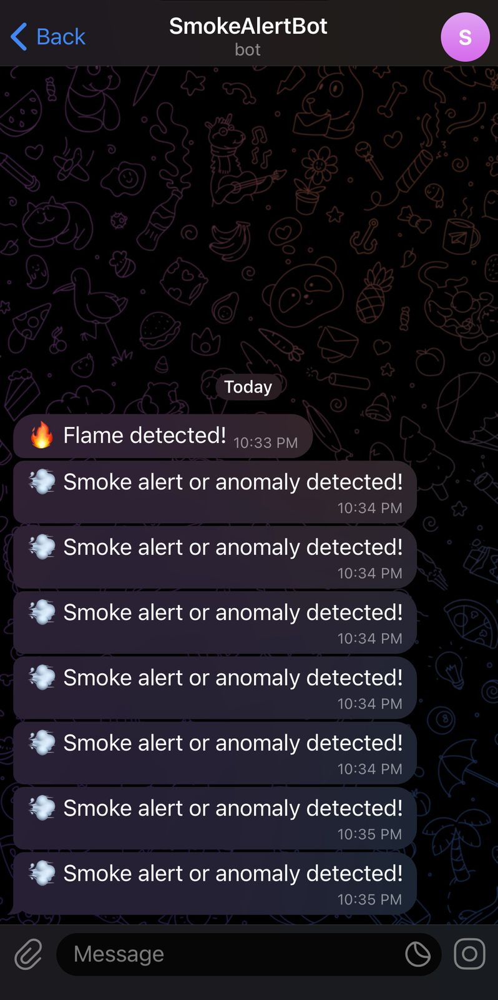 Back
SmokeAlertBot
bot
S
Today
🔥 Flame detected! 10:33 PM
💨 Smoke alert or anomaly detected!
10:34 PM
💨 Smoke alert or anomaly detected!
10:34 PM
💨 Smoke alert or anomaly detected!
10:34 PM
💨 Smoke alert or anomaly detected!
10:34 PM
💨 Smoke alert or anomaly detected!
10:34 PM
💨 Smoke alert or anomaly detected!
10:35 PM
💨 Smoke alert or anomaly detected!
10:35 PM
Message